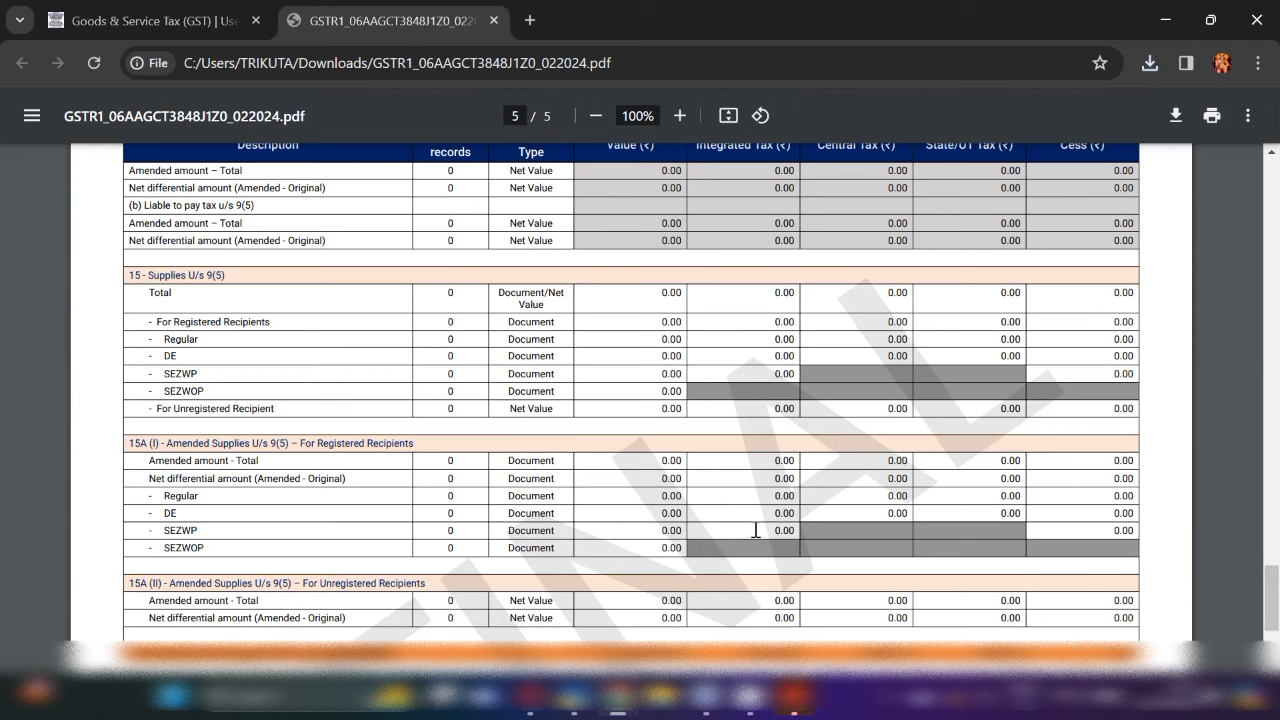 Goods & Service Tax (GST) | Use
GSTR1_06AAGCT3848J1Z0_022
File C:/Users/TRIKUTA/Downloads/GSTR1_06AAGCT3848J1Z0_022024.pdf
GSTR1_06AAGCT3848J1Z0_022024.pdf 5 / 5 100%
Description records Type Value (₹) Integrated Tax (₹) Central Tax (₹) State/UT Tax (₹) Cess (₹)
Amended amount – Total 0 Net Value 0.00 0.00 0.00 0.00 0.00
Net differential amount (Amended - Original) 0 Net Value 0.00 0.00 0.00 0.00 0.00
(b) Liable to pay tax u/s 9(5)
Amended amount – Total 0 Net Value 0.00 0.00 0.00 0.00 0.00
Net differential amount (Amended - Original) 0 Net Value 0.00 0.00 0.00 0.00 0.00
15 - Supplies U/s 9(5)
Total 0 Document/Net Value 0.00 0.00 0.00 0.00 0.00
- For Registered Recipients 0 Document 0.00 0.00 0.00 0.00 0.00
- Regular 0 Document 0.00 0.00 0.00 0.00 0.00
- DE 0 Document 0.00 0.00 0.00 0.00 0.00
- SEZWP 0 Document 0.00 0.00 0.00
- SEZWOP 0 Document 0.00
- For Unregistered Recipient 0 Net Value 0.00 0.00 0.00 0.00 0.00
15A (I) - Amended Supplies U/s 9(5) – For Registered Recipients
Amended amount - Total 0 Document 0.00 0.00 0.00 0.00 0.00
Net differential amount (Amended - Original) 0 Document 0.00 0.00 0.00 0.00 0.00
- Regular 0 Document 0.00 0.00 0.00 0.00 0.00
- DE 0 Document 0.00 0.00 0.00 0.00 0.00
- SEZWP 0 Document 0.00 0.00 0.00
- SEZWOP 0 Document 0.00
15A (II) - Amended Supplies U/s 9(5) – For Unregistered Recipients
Amended amount - Total 0 Net Value 0.00 0.00 0.00 0.00 0.00
Net differential amount (Amended - Original) 0 Net Value 0.00 0.00 0.00 0.00 0.00
FINAL